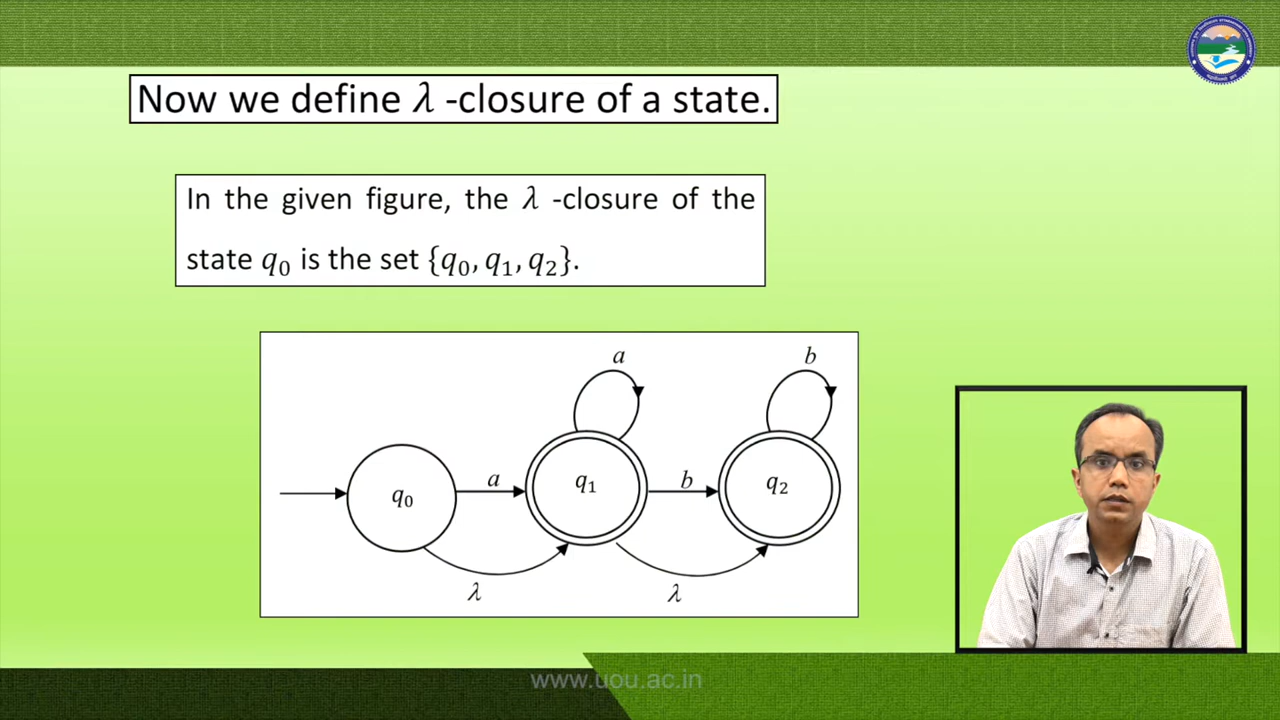 Now we define λ -closure of a state.
In the given figure, the λ -closure of the
state q₀ is the set {q₀, q₁, q₂}.
a
b
q₀
a
q₁
b
q₂
λ
λ
www.uou.ac.in